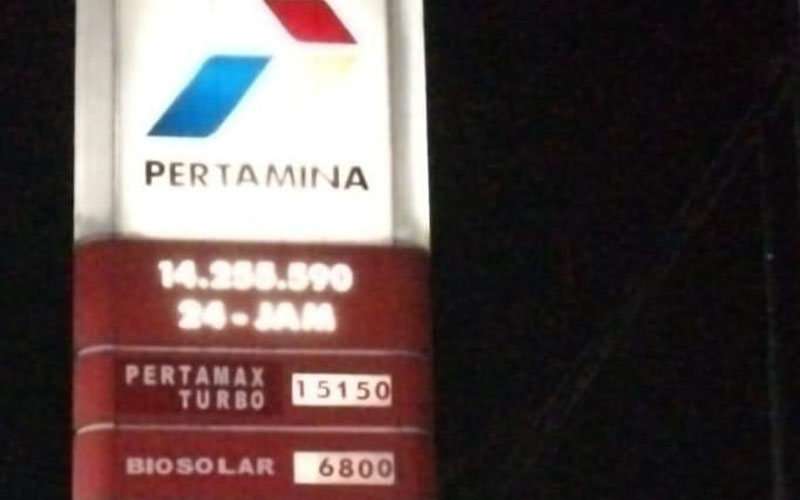 PERTAMINA
14.255.590
24-JAM
PERTAMAX
TURBO
15150
BIOSOLAR
6800